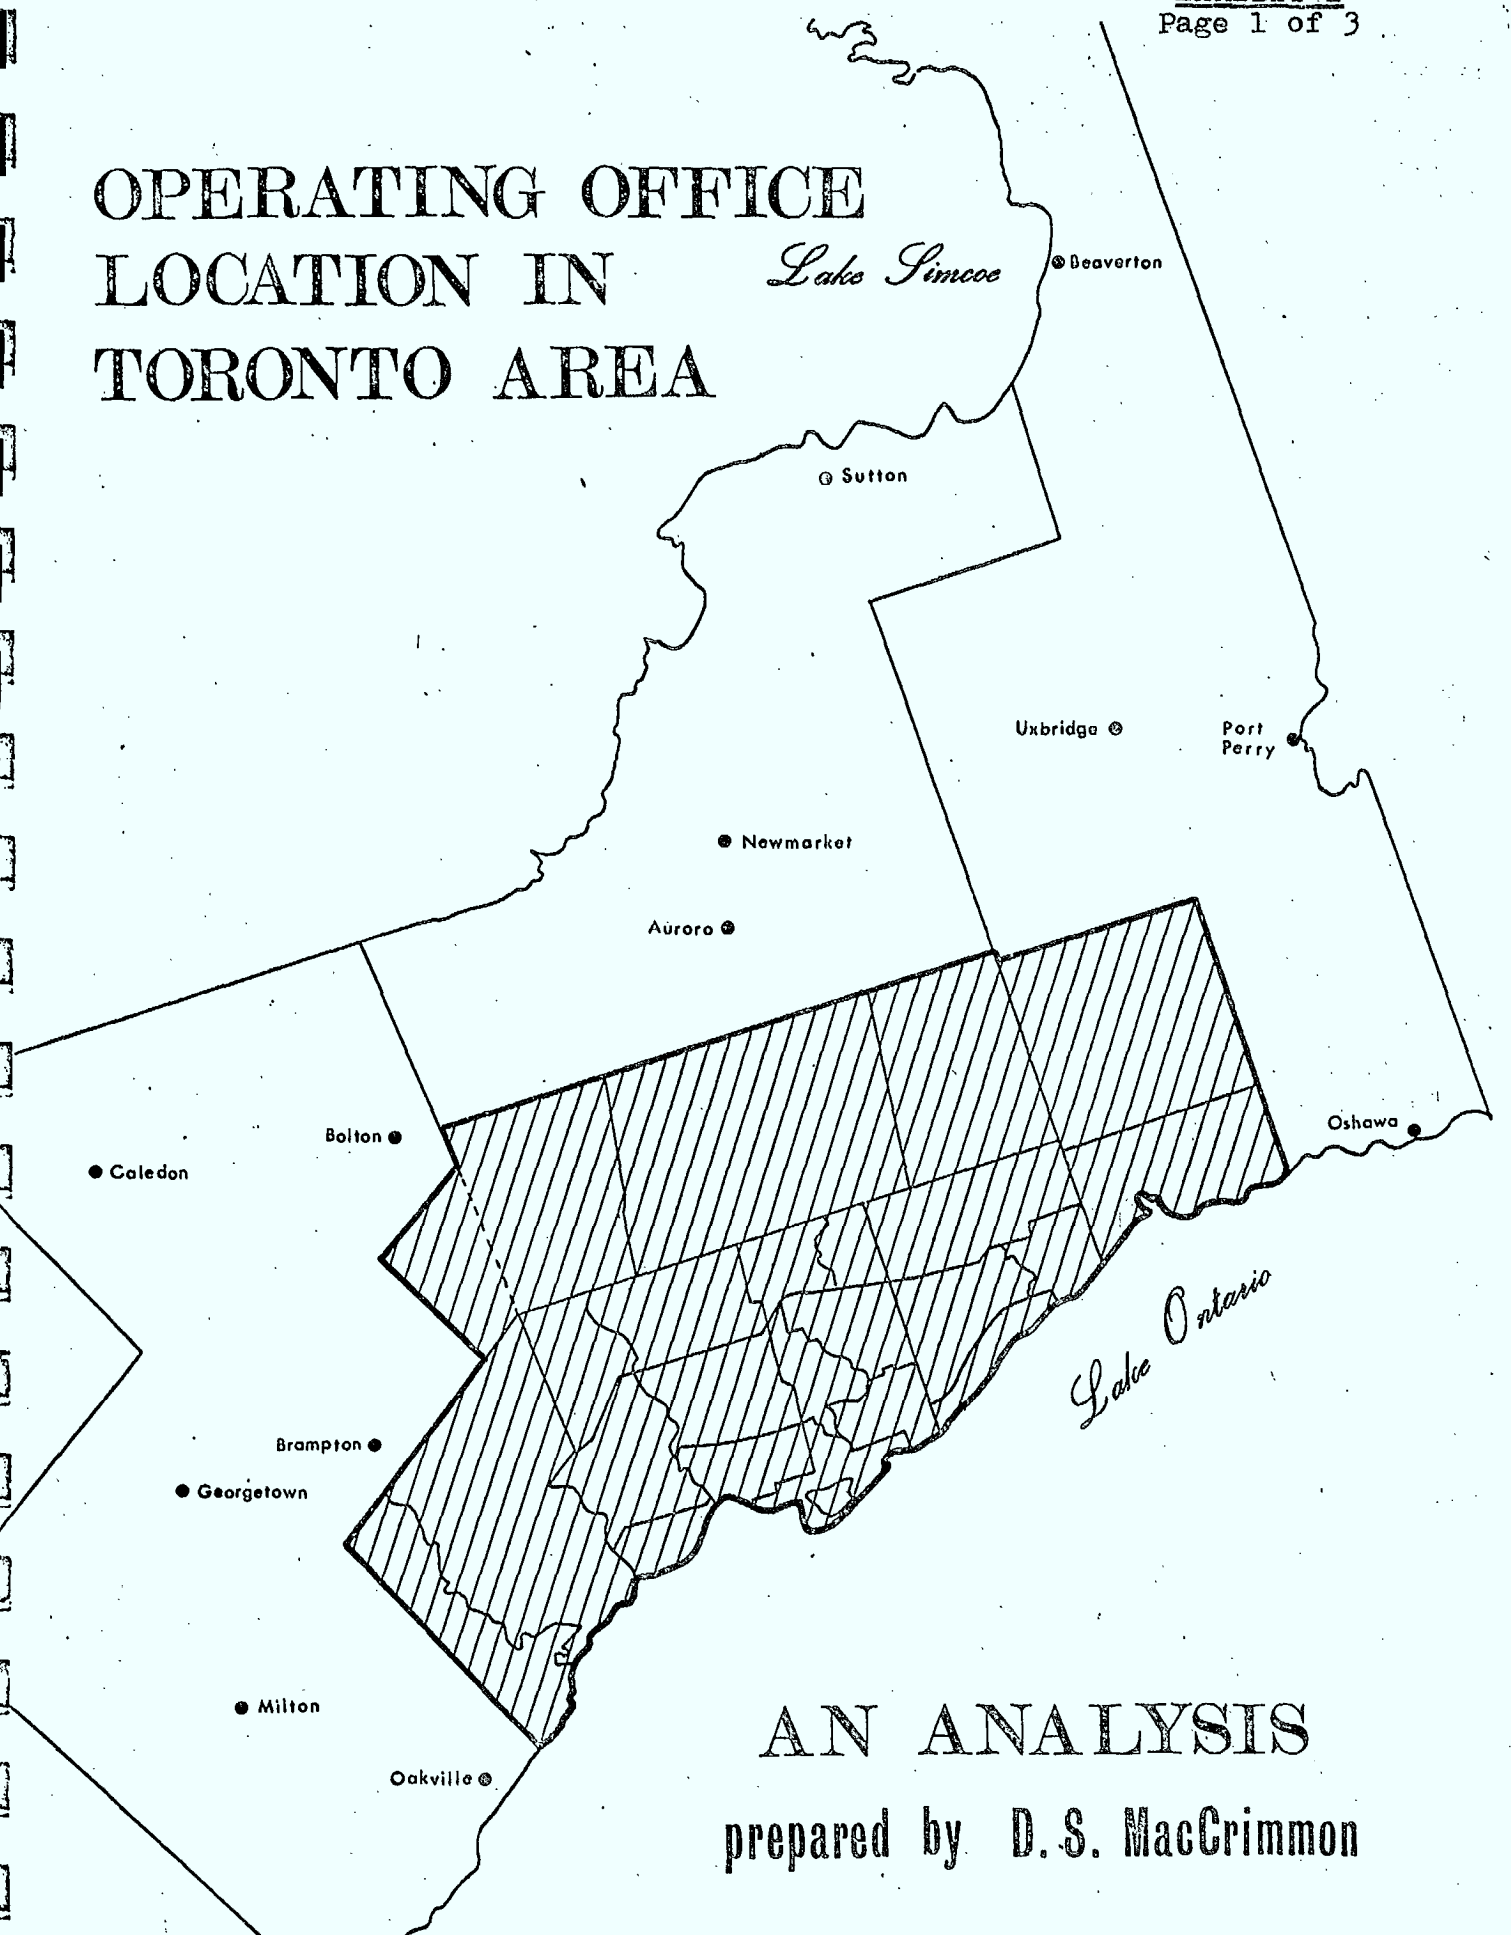 Page 1 of 3
OPERATING OFFICE
LOCATION IN
TORONTO AREA
Lake Simcoe
Beaverton
Sutton
Uxbridge
Port
Perry
Newmarket
Aurora
Bolton
Caledon
Oshawa
Lake Ontario
Brampton
Georgetown
Milton
Oakville
AN ANALYSIS
prepared by D.S. MacCrimmon